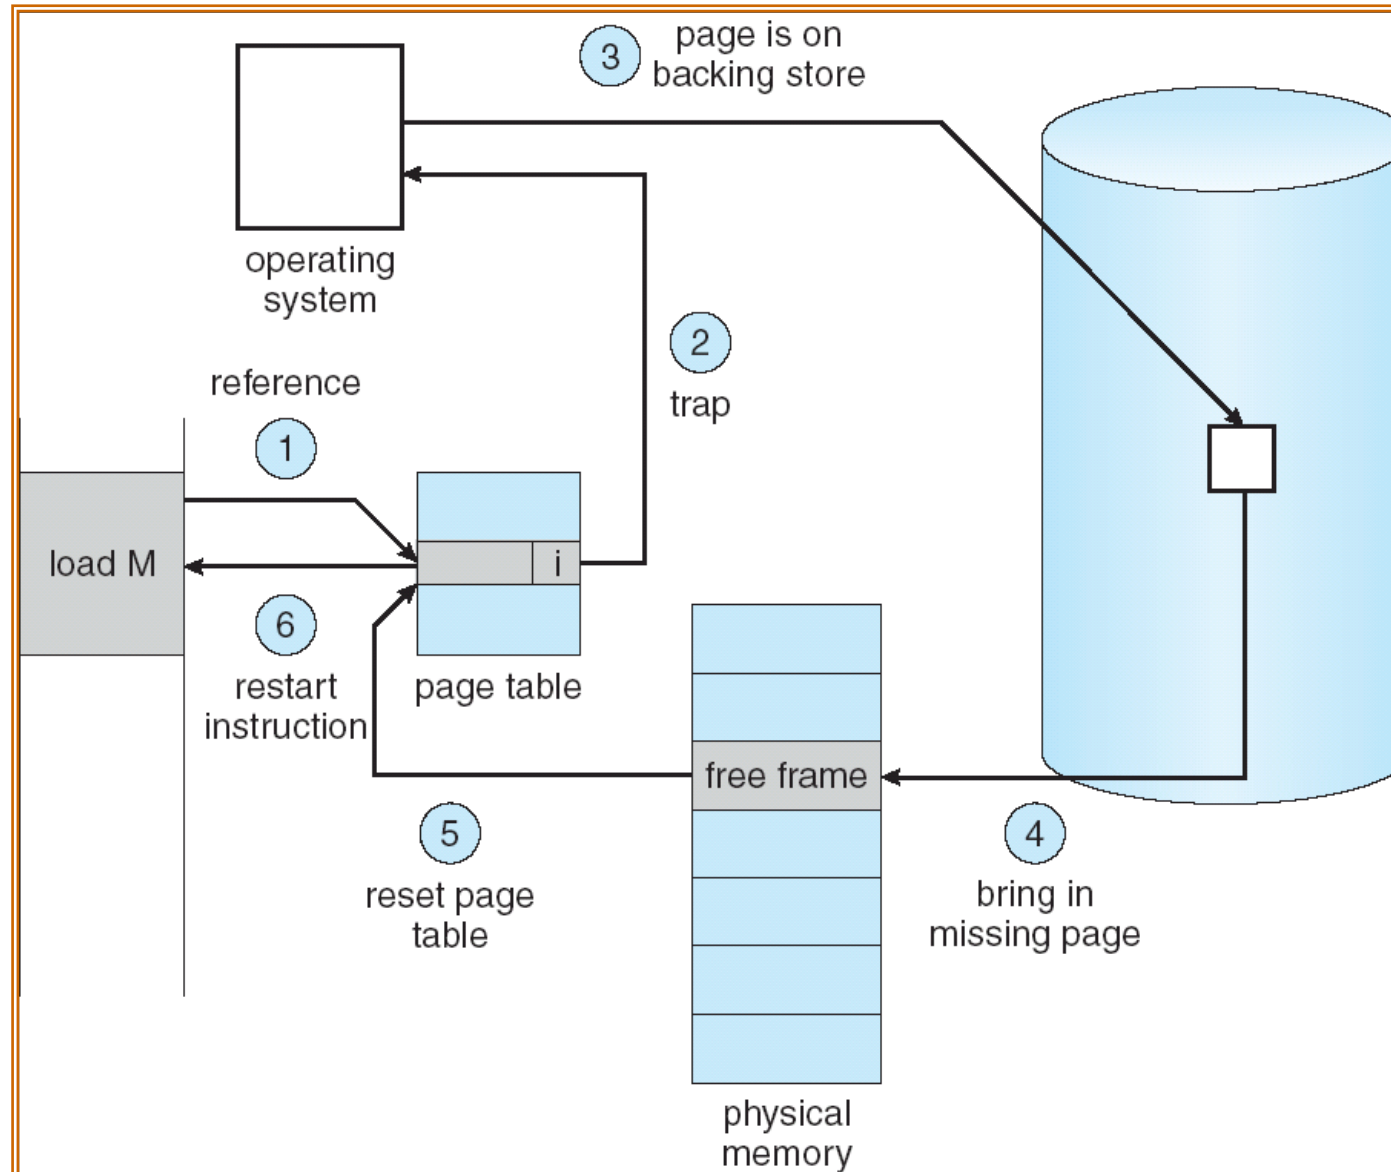 3
page is on
backing store
operating
system
2
trap
reference
1
load M
i
6
restart
instruction
page table
free frame
5
reset page
table
4
bring in
missing page
physical
memory